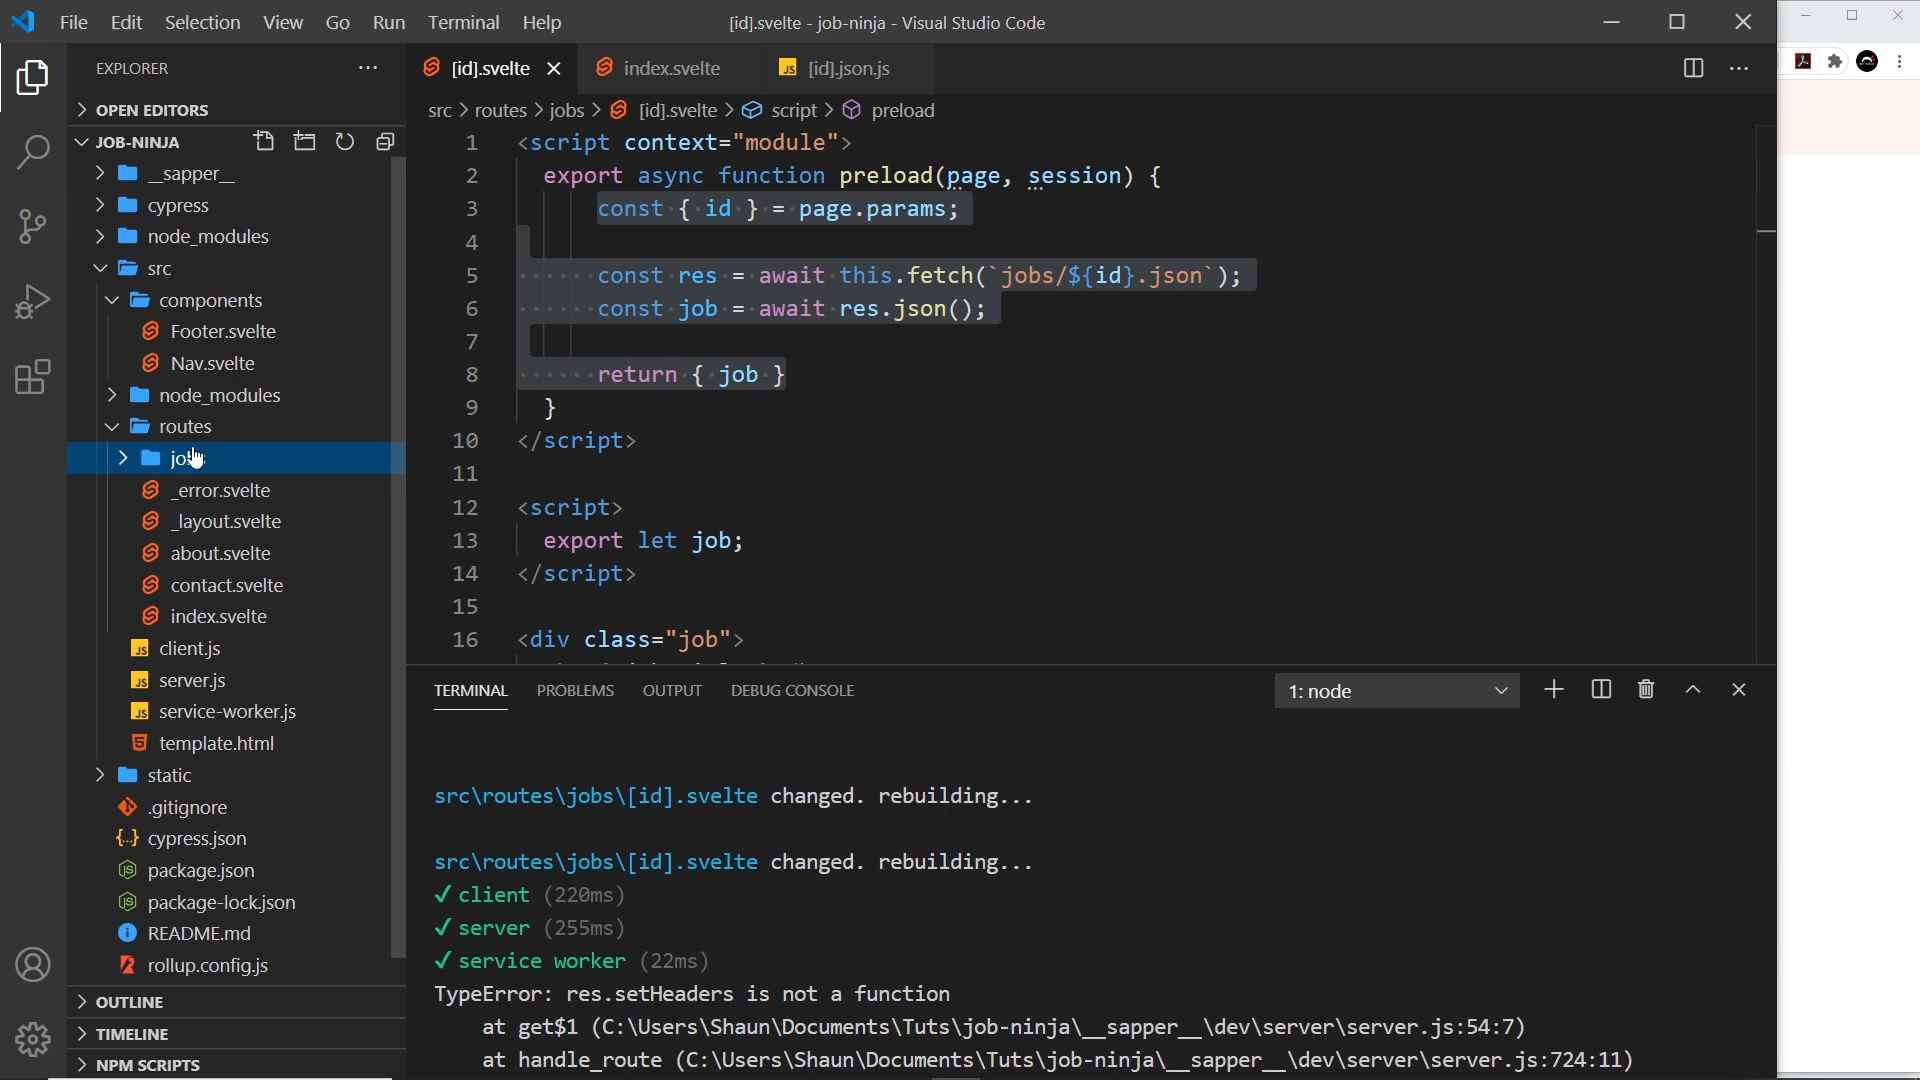 File Edit Selection View Go Run Terminal Help
[id].svelte - job-ninja - Visual Studio Code
EXPLORER
OPEN EDITORS
JOB-NINJA
__sapper__
cypress
node_modules
src
components
Footer.svelte
Nav.svelte
node_modules
routes
_error.svelte
_layout.svelte
about.svelte
contact.svelte
index.svelte
client.js
server.js
service-worker.js
template.html
static
.gitignore
cypress.json
package.json
package-lock.json
README.md
rollup.config.js
OUTLINE
TIMELINE
NPM SCRIPTS
[id].svelte index.svelte [id].json.js
src > routes > jobs > [id].svelte > script > preload
1 <script context="module">
2 export async function preload(page, session) {
3 const { id } = page.params;
4
5 const res = await this.fetch(`jobs/${id}.json`);
6 const job = await res.json();
7
8 return { job }
9 }
10 </script>
11
12 <script>
13 export let job;
14 </script>
15
16 <div class="job">
TERMINAL PROBLEMS OUTPUT DEBUG CONSOLE 1: node
src\routes\jobs\[id].svelte changed. rebuilding...
src\routes\jobs\[id].svelte changed. rebuilding...
✓ client (220ms)
✓ server (255ms)
✓ service worker (22ms)
TypeError: res.setHeaders is not a function
at get$1 (C:\Users\Shaun\Documents\Tuts\job-ninja\__sapper__\dev\server\server.js:54:7)
at handle_route (C:\Users\Shaun\Documents\Tuts\job-ninja\__sapper__\dev\server\server.js:724:11)